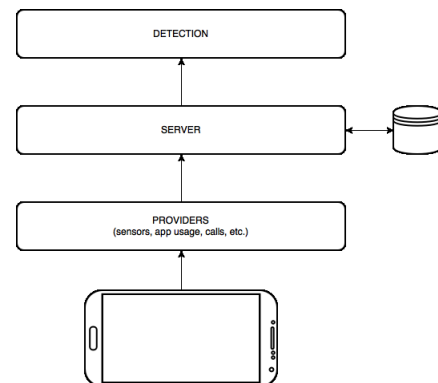 DETECTION
SERVER
PROVIDERS
(sensors, app usage, calls, etc.)